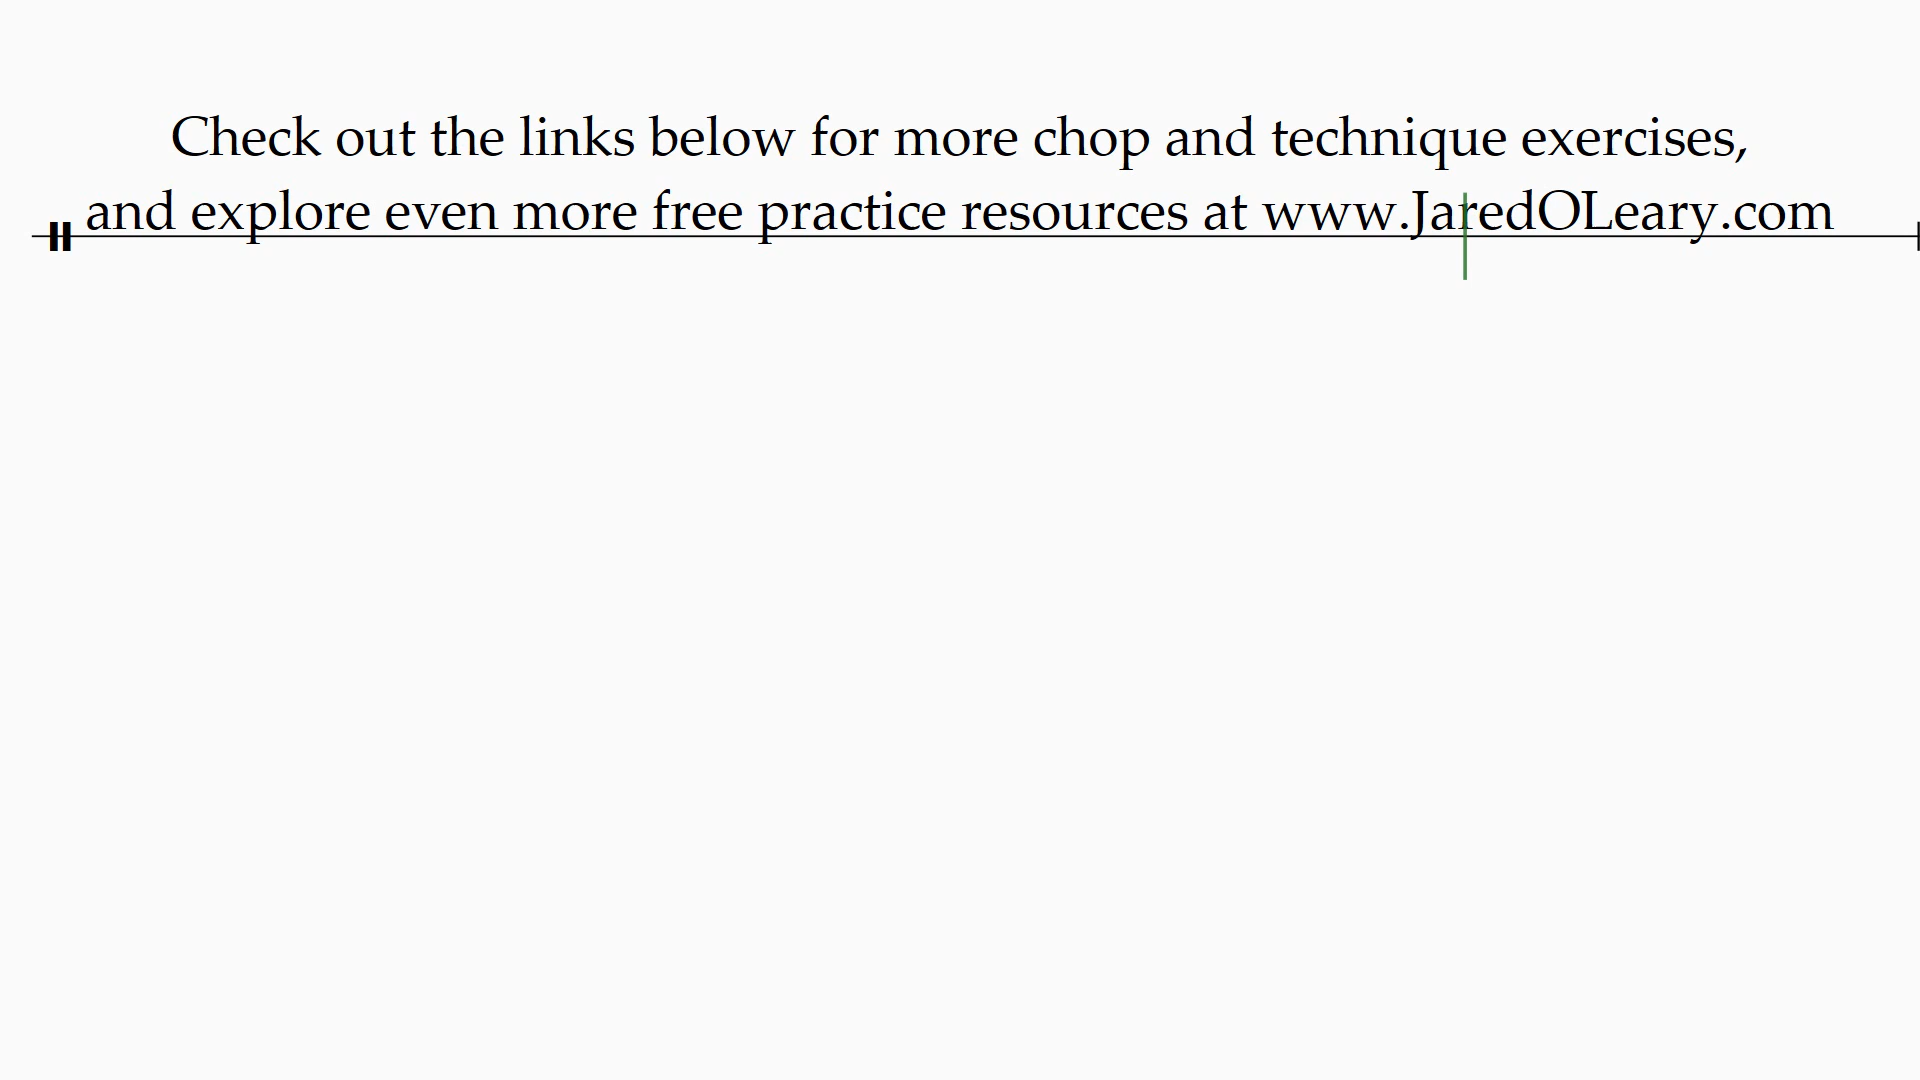 Check out the links below for more chop and technique exercises,
and explore even more free practice resources at www.JaredOLeary.com